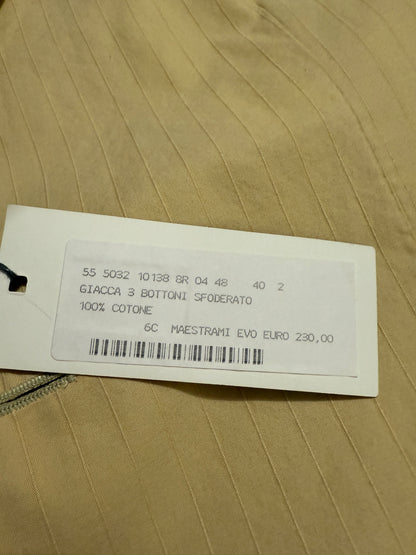 55 5032 10138 8R 04 48 40 2
GIACCA 3 BOTTONI SFODERATO
100% COTONE
6C MAESTRAMI EVO EURO 230,00